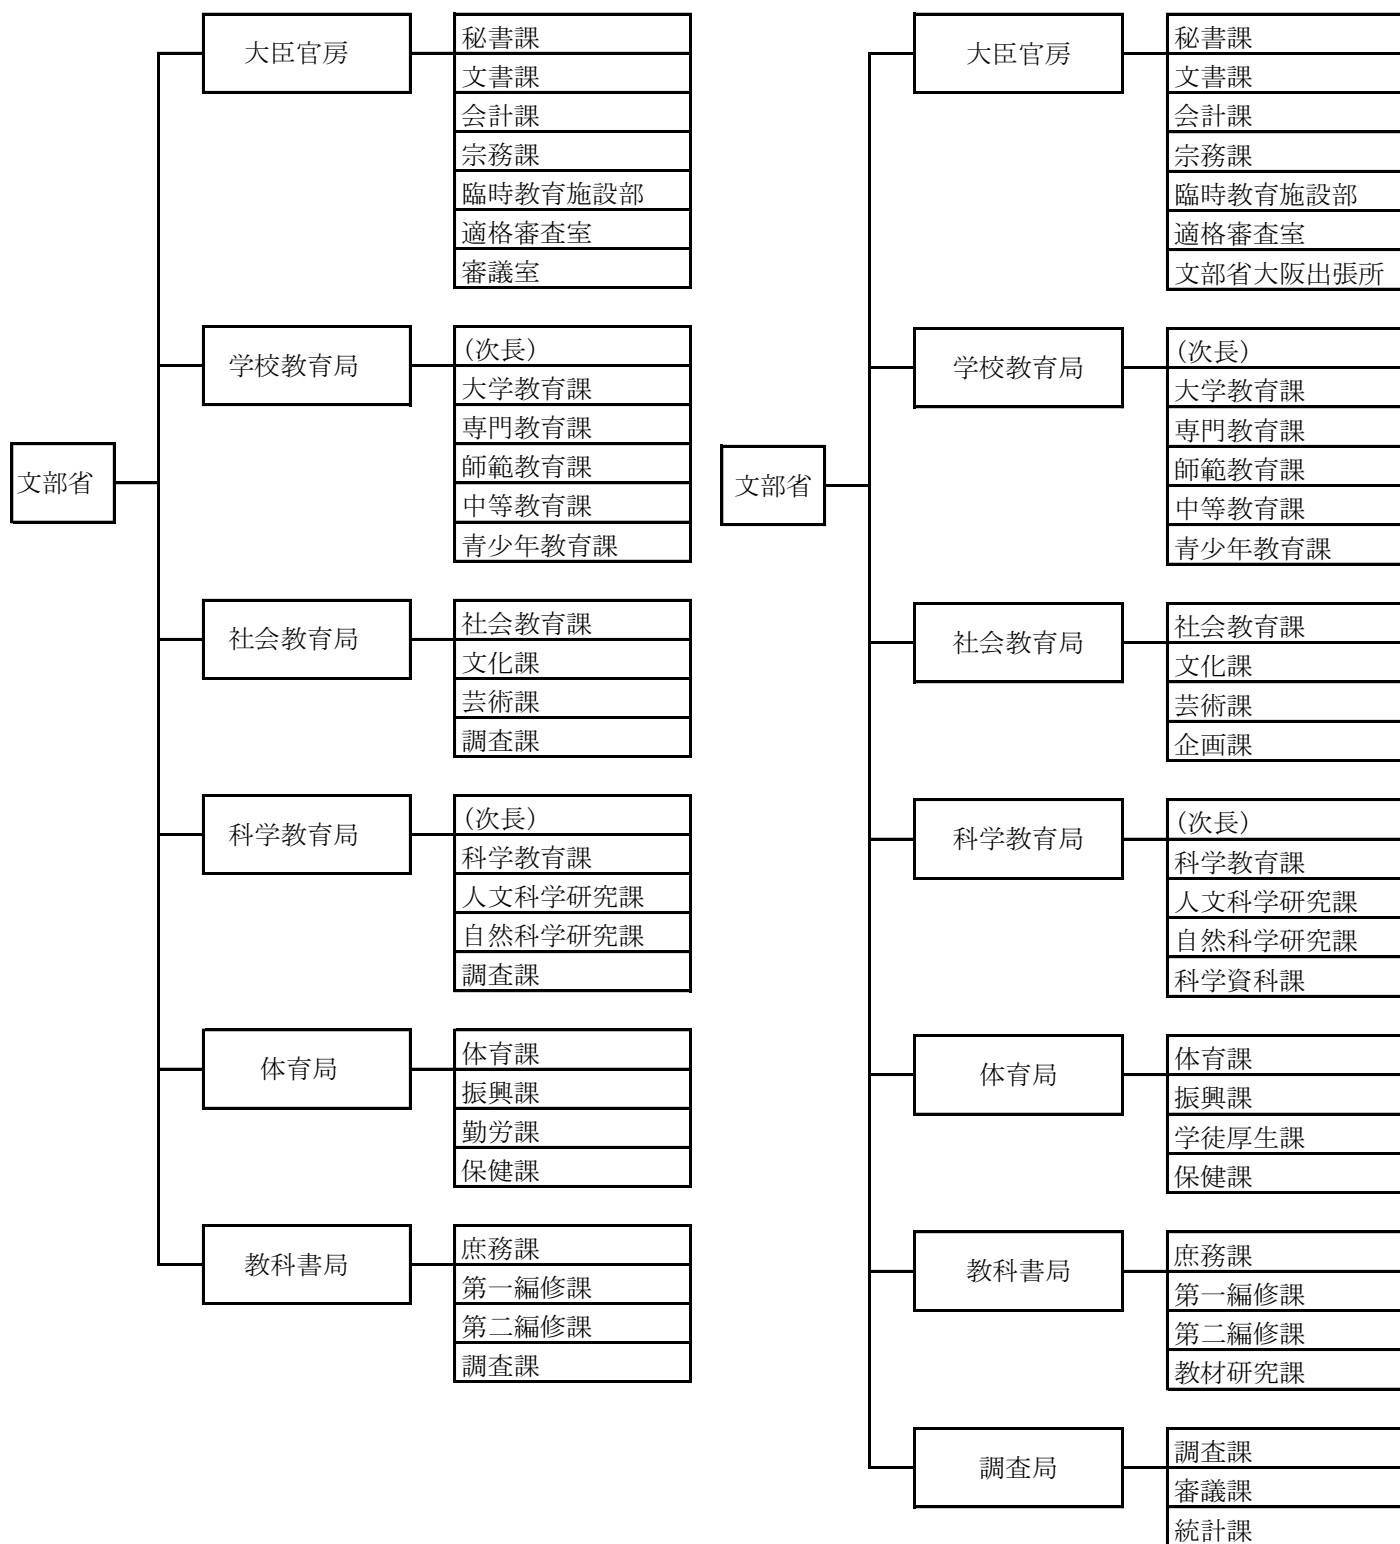 文部省
大臣官房
秘書課
文書課
会計課
宗務課
臨時教育施設部
適格審査室
審議室
学校教育局
(次長)
大学教育課
専門教育課
師範教育課
中等教育課
青少年教育課
社会教育局
社会教育課
文化課
芸術課
調査課
科学教育局
(次長)
科学教育課
人文科学研究課
自然科学研究課
調査課
体育局
体育課
振興課
勤労課
保健課
教科書局
庶務課
第一編修課
第二編修課
調査課
文部省
大臣官房
秘書課
文書課
会計課
宗務課
臨時教育施設部
適格審査室
文部省大阪出張所
学校教育局
(次長)
大学教育課
専門教育課
師範教育課
中等教育課
青少年教育課
社会教育局
社会教育課
文化課
芸術課
企画課
科学教育局
(次長)
科学教育課
人文科学研究課
自然科学研究課
科学資科課
体育局
体育課
振興課
学徒厚生課
保健課
教科書局
庶務課
第一編修課
第二編修課
教材研究課
調査局
調査課
審議課
統計課